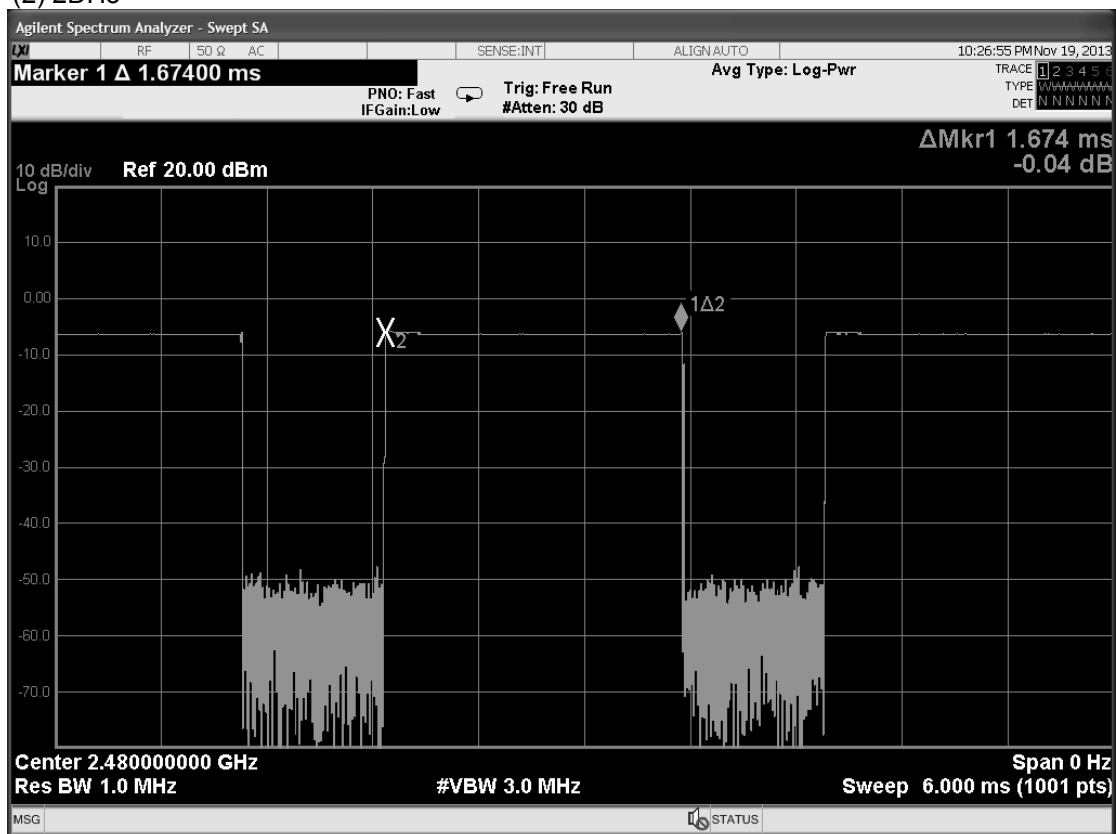 Agilent Spectrum Analyzer - Swept SA
LXI RF 50 Ω AC SENSE:INT ALIGN AUTO 10:26:55 PM Nov 19, 2013
Marker 1 Δ 1.67400 ms Avg Type: Log-Pwr TRACE 1 2 3 4 5 6
PNO: Fast Trig: Free Run TYPE
IFGain:Low #Atten: 30 dB DET N N N N N N
ΔMkr1 1.674 ms
10 dB/div Ref 20.00 dBm -0.04 dB
Log
10.0
0.00
1Δ2
X2
-10.0
-20.0
-30.0
-40.0
-50.0
-60.0
-70.0
Center 2.480000000 GHz Span 0 Hz
Res BW 1.0 MHz #VBW 3.0 MHz Sweep 6.000 ms (1001 pts)
MSG STATUS